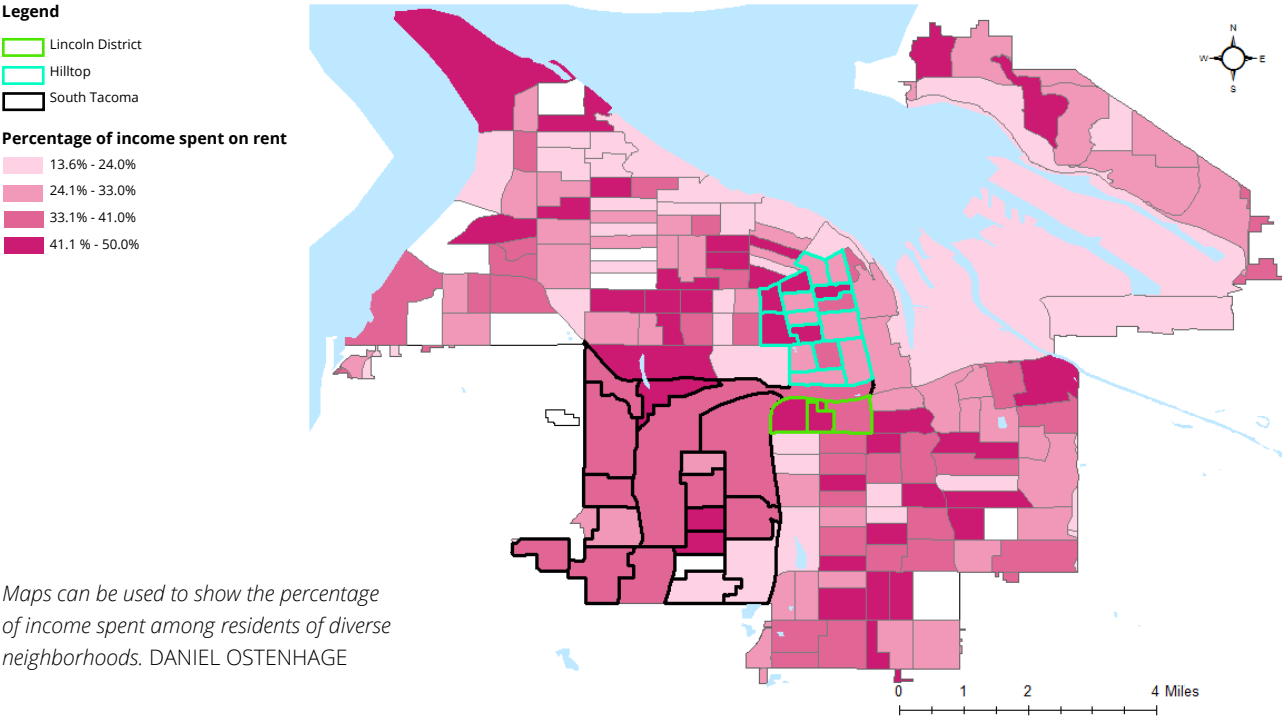 Legend
Lincoln District
Hilltop
South Tacoma
Percentage of income spent on rent
13.6% - 24.0%
24.1% - 33.0%
33.1% - 41.0%
41.1 % - 50.0%
N
W
E
S
Maps can be used to show the percentage
of income spent among residents of diverse
neighborhoods. DANIEL OSTENHAGE
0 1 2 4 Miles